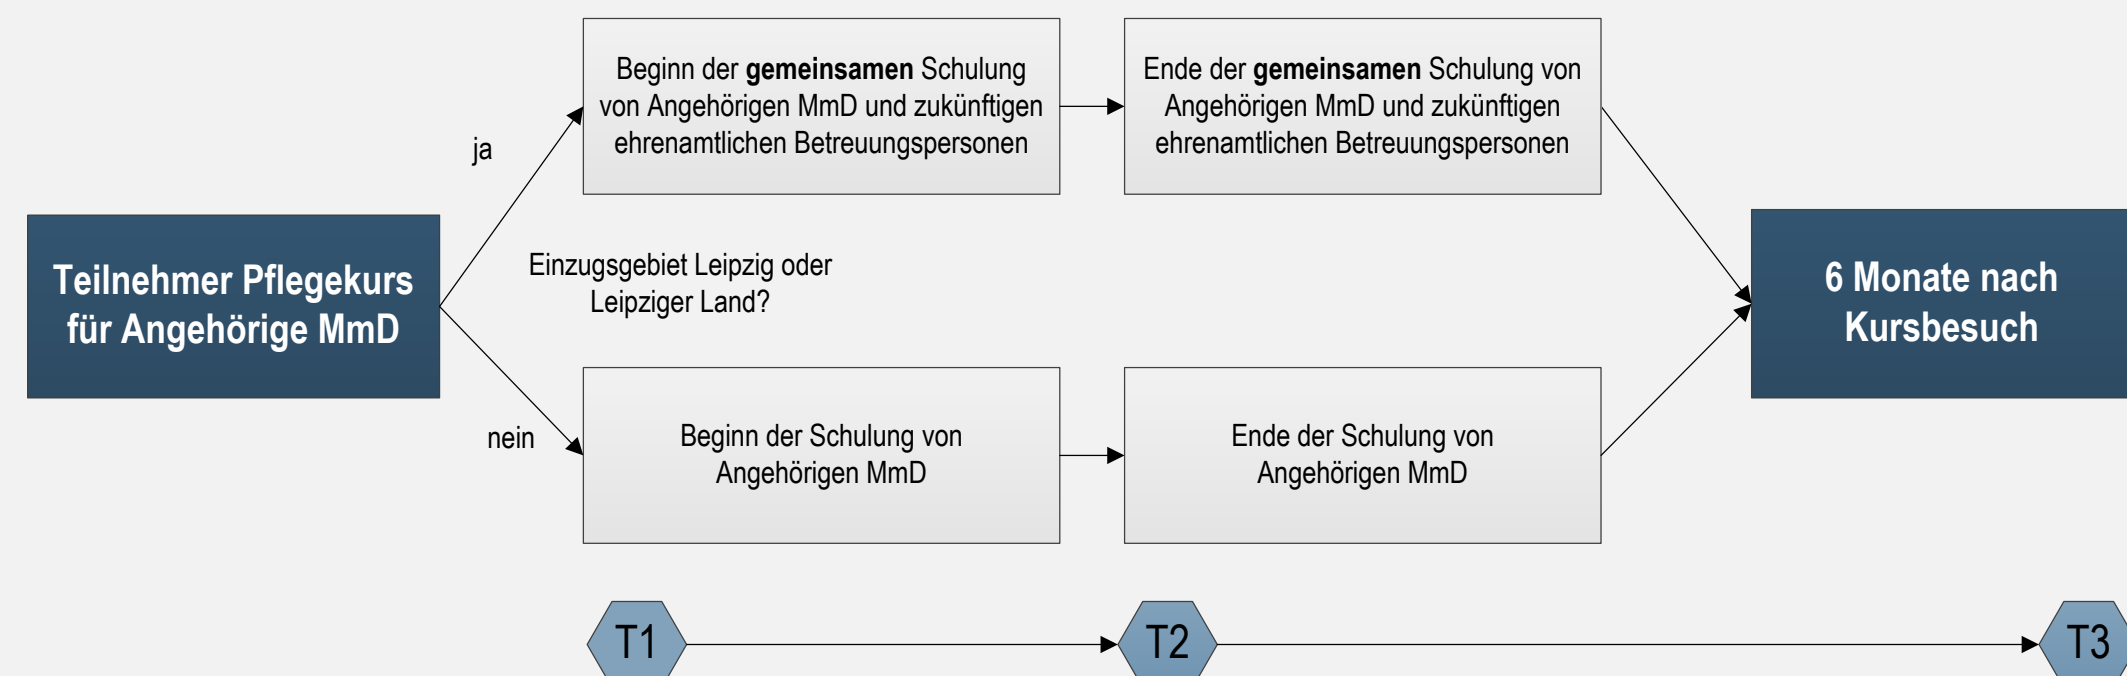 Teilnehmer Pflegekurs
für Angehörige MmD
ja
nein
Einzugsgebiet Leipzig oder
Leipziger Land?
Beginn der gemeinsamen Schulung
von Angehörigen MmD und zukünftigen
ehrenamtlichen Betreuungspersonen
Ende der gemeinsamen Schulung von
Angehörigen MmD und zukünftigen
ehrenamtlichen Betreuungspersonen
Beginn der Schulung von
Angehörigen MmD
Ende der Schulung von
Angehörigen MmD
6 Monate nach
Kursbesuch
T1
T2
T3